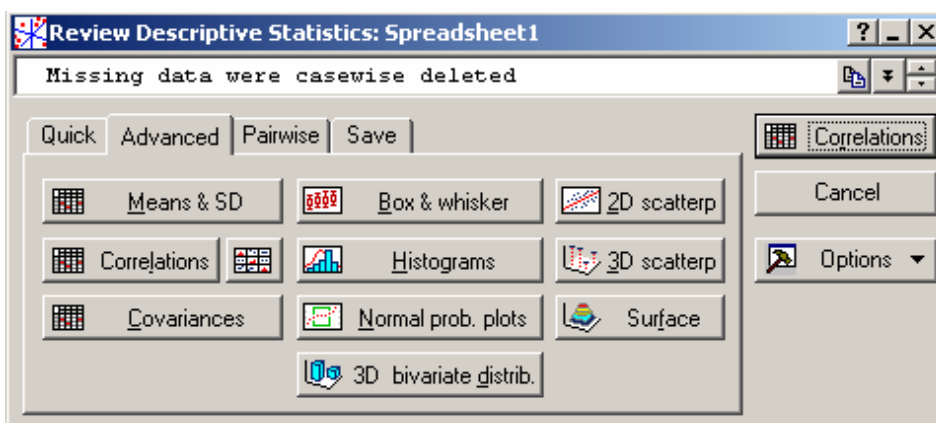 Review Descriptive Statistics: Spreadsheet1
Missing data were casewise deleted
Quick Advanced Pairwise Save
Correlations
Means & SD Box & whisker 2D scatterp
Cancel
Correlations Histograms 3D scatterp
Options
Covariances Normal prob. plots Surface
3D bivariate distrib.